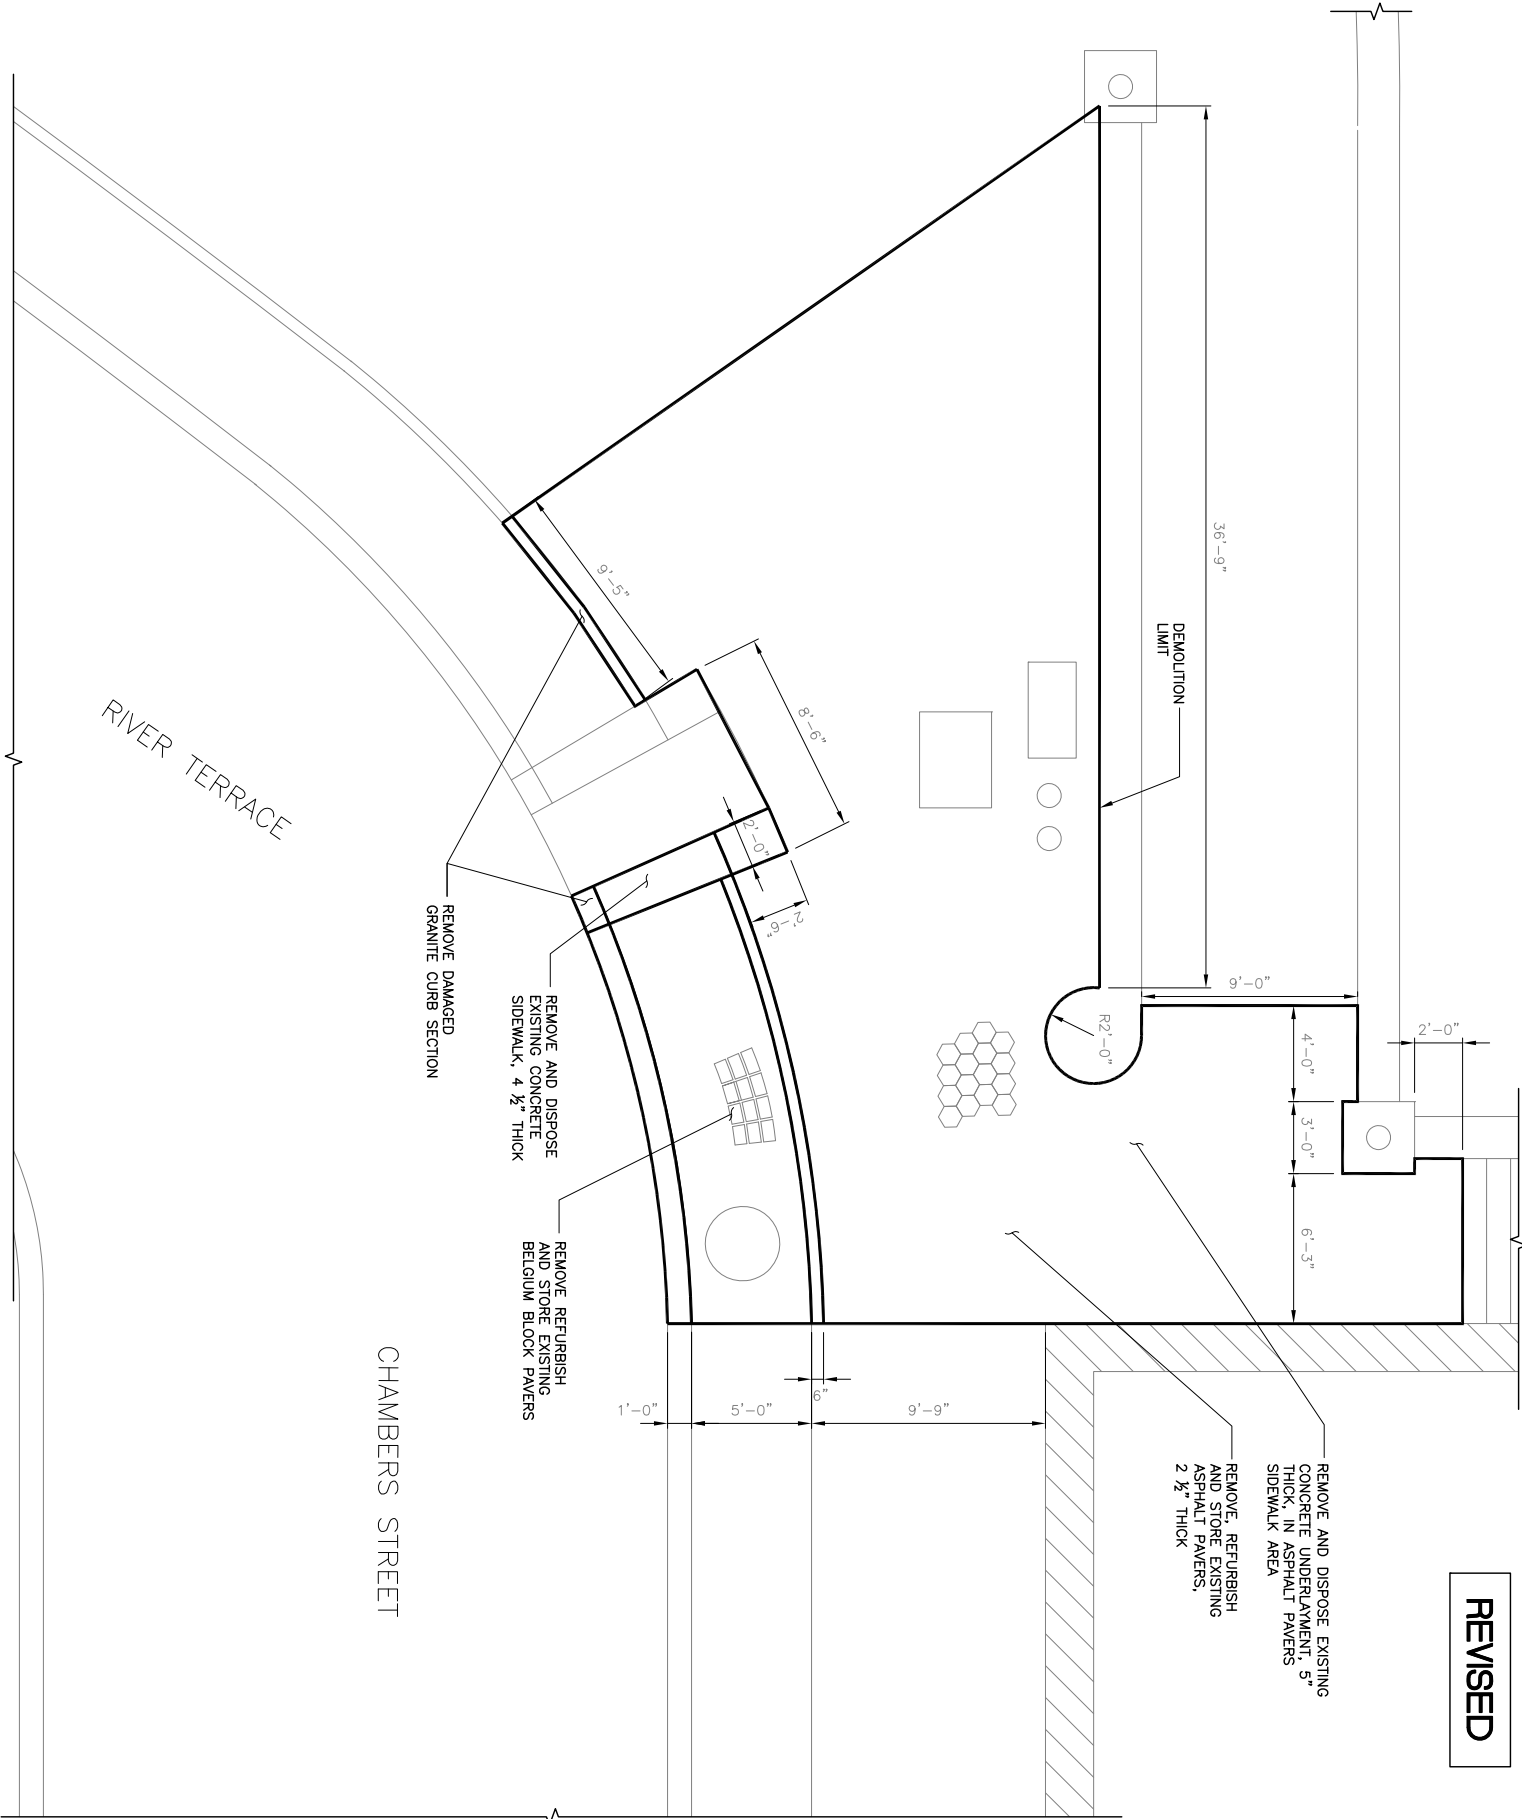 REVISED
REMOVE AND DISPOSE EXISTING
CONCRETE UNDERLAYMENT, 5"
THICK, IN ASPHALT PAVERS
SIDEWALK AREA
REMOVE, REFURBISH
AND STORE EXISTING
ASPHALT PAVERS,
2 ½" THICK
DEMOLITION
LIMIT
36'-9"
9'-0"
2'-0"
4'-0"
3'-0"
6'-3"
R2'-0"
9'-5"
8'-6"
2'-0"
2'-6"
6"
1'-0"
5'-0"
9'-9"
REMOVE DAMAGED
GRANITE CURB SECTION
REMOVE AND DISPOSE
EXISTING CONCRETE
SIDEWALK, 4 ½" THICK
REMOVE REFURBISH
AND STORE EXISTING
BELGIUM BLOCK PAVERS
RIVER TERRACE
CHAMBERS STREET